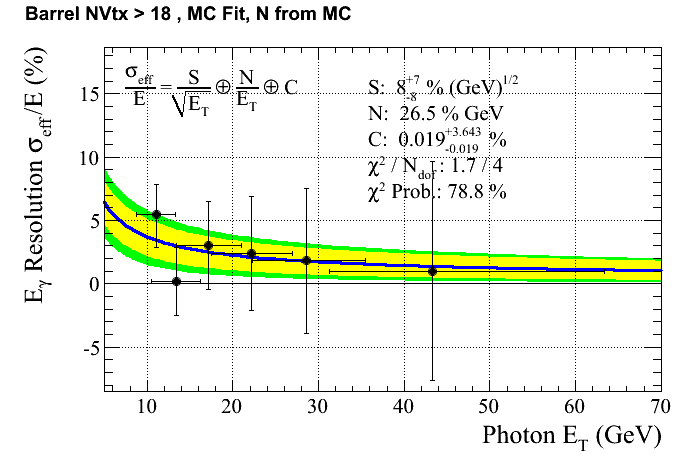 Barrel NVtx > 18 , MC Fit, N from MC
E_γ Resolution σ_eff/E (%)
σ_eff/E = S/√E_T ⊕ N/E_T ⊕ C
S: 8^{+7}_{-8} % (GeV)^{1/2}
N: 26.5 % GeV
C: 0.019^{+3.643}_{-0.019} %
χ² / N_dof : 1.7 / 4
χ² Prob.: 78.8 %
15
10
5
0
-5
10 20 30 40 50 60 70
Photon E_T (GeV)